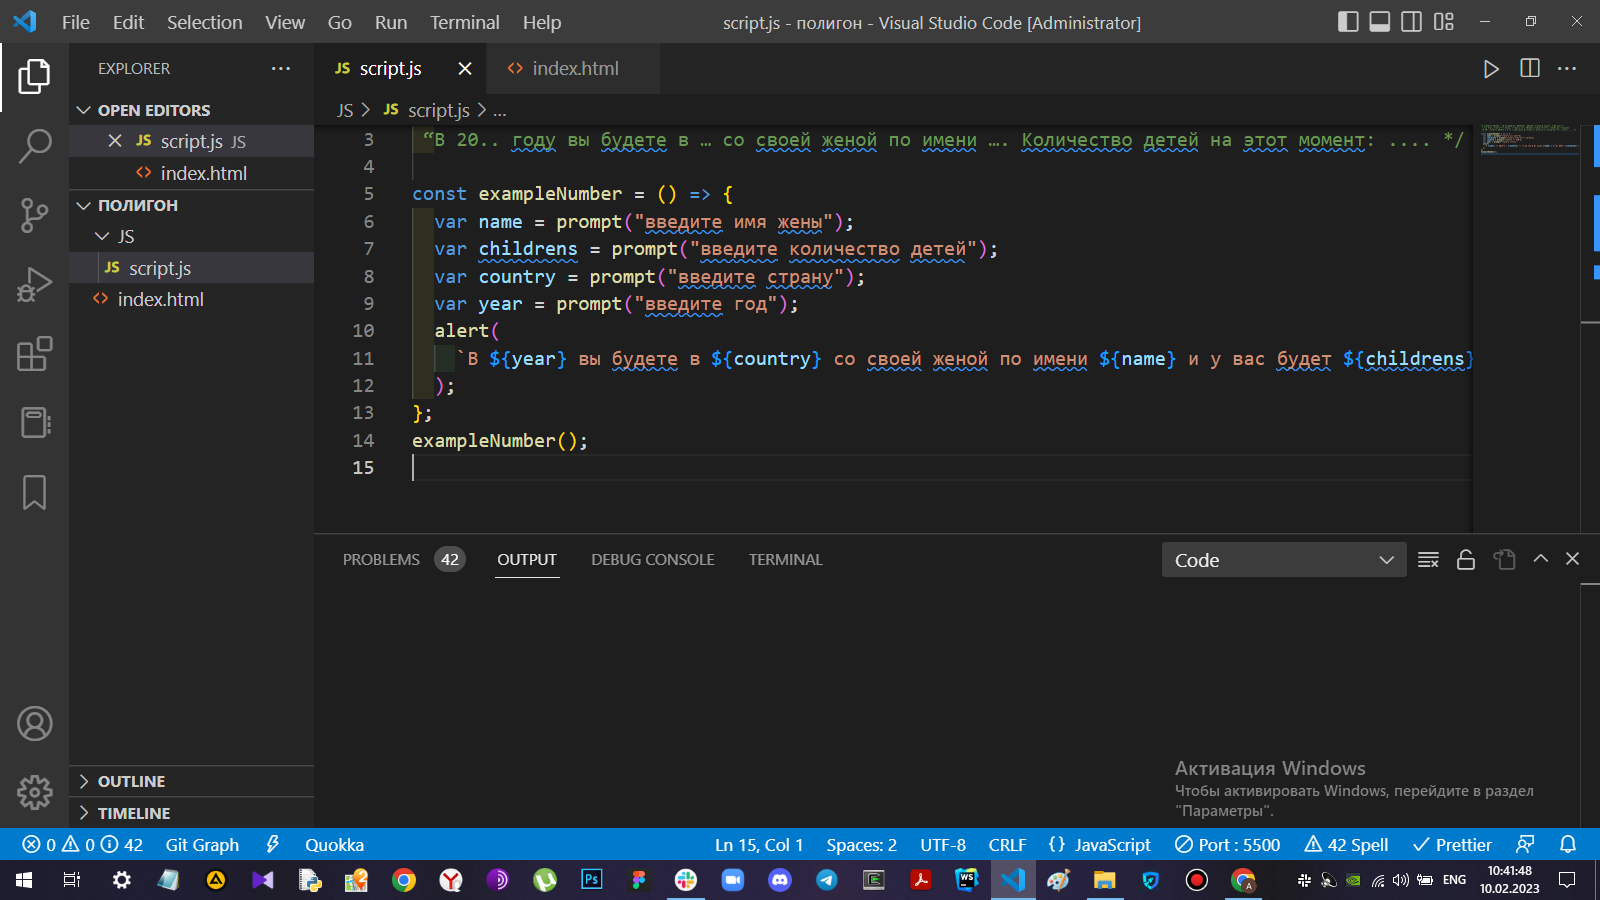 File Edit Selection View Go Run Terminal Help
script.js - полигон - Visual Studio Code [Administrator]
EXPLORER
OPEN EDITORS
JS script.js JS
index.html
ПОЛИГОН
JS
JS script.js
index.html
OUTLINE
TIMELINE
JS script.js
index.html
JS > JS script.js > ...
3 “В 20.. году вы будете в … со своей женой по имени …. Количество детей на этот момент: .... */
4
5 const exampleNumber = () => {
6 var name = prompt("введите имя жены");
7 var childrens = prompt("введите количество детей");
8 var country = prompt("введите страну");
9 var year = prompt("введите год");
10 alert(
11 `В ${year} вы будете в ${country} со своей женой по имени ${name} и у вас будет ${childrens}
12 );
13 };
14 exampleNumber();
15
PROBLEMS 42 OUTPUT DEBUG CONSOLE TERMINAL
Code
Активация Windows
Чтобы активировать Windows, перейдите в раздел
"Параметры".
0 0 42 Git Graph Quokka
Ln 15, Col 1 Spaces: 2 UTF-8 CRLF {} JavaScript Port : 5500 42 Spell Prettier
Ps
WS
A
ENG
10:41:48
10.02.2023